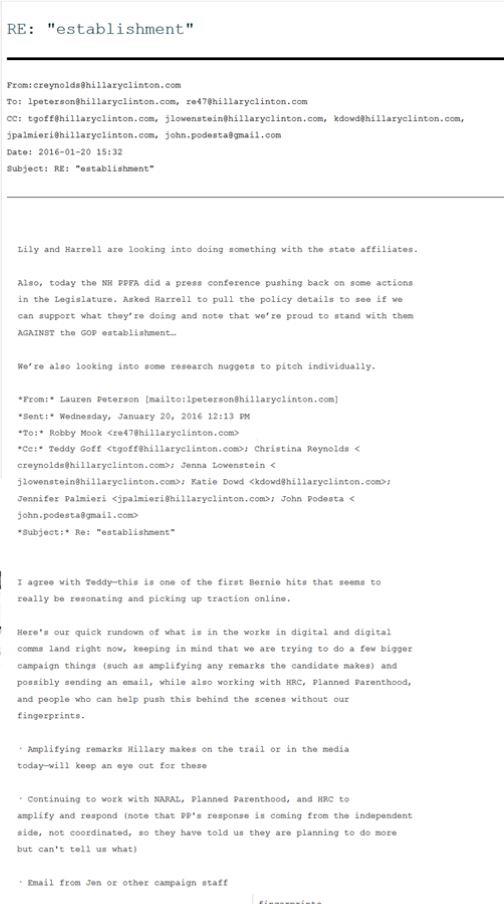 RE: "establishment"
From:creynolds@hillaryclinton.com
To: lpeterson@hillaryclinton.com, re47@hillaryclinton.com
CC: tgoff@hillaryclinton.com, jlowenstein@hillaryclinton.com, kdowd@hillaryclinton.com,
jpalmieri@hillaryclinton.com, john.podesta@gmail.com
Date: 2016-01-20 15:32
Subject: RE: "establishment"
Lily and Harrell are looking into doing something with the state affiliates.
Also, today the NH PPFA did a press conference pushing back on some actions
in the Legislature. Asked Harrell to pull the policy details to see if we
can support what they're doing and note that we're proud to stand with them
AGAINST the GOP establishment…
We're also looking into some research nuggets to pitch individually.
*From:* Lauren Peterson [mailto:lpeterson@hillaryclinton.com]
*Sent:* Wednesday, January 20, 2016 12:13 PM
*To:* Robby Mook <re47@hillaryclinton.com>
*Cc:* Teddy Goff <tgoff@hillaryclinton.com>; Christina Reynolds <
creynolds@hillaryclinton.com>; Jenna Lowenstein <
jlowenstein@hillaryclinton.com>; Katie Dowd <kdowd@hillaryclinton.com>;
Jennifer Palmieri <jpalmieri@hillaryclinton.com>; John Podesta <
john.podesta@gmail.com>
*Subject:* Re: "establishment"
I agree with Teddy—this is one of the first Bernie hits that seems to
really be resonating and picking up traction online.
Here's our quick rundown of what is in the works in digital and digital
comms land right now, keeping in mind that we are trying to do a few bigger
campaign things (such as amplifying any remarks the candidate makes) and
possibly sending an email, while also working with HRC, Planned Parenthood,
and people who can help push this behind the scenes without our
fingerprints.
· Amplifying remarks Hillary makes on the trail or in the media
today—will keep an eye out for these
· Continuing to work with NARAL, Planned Parenthood, and HRC to
amplify and respond (note that PP's response is coming from the independent
side, not coordinated, so they have told us they are planning to do more
but can't tell us what)
· Email from Jen or other campaign staff
fingerprints